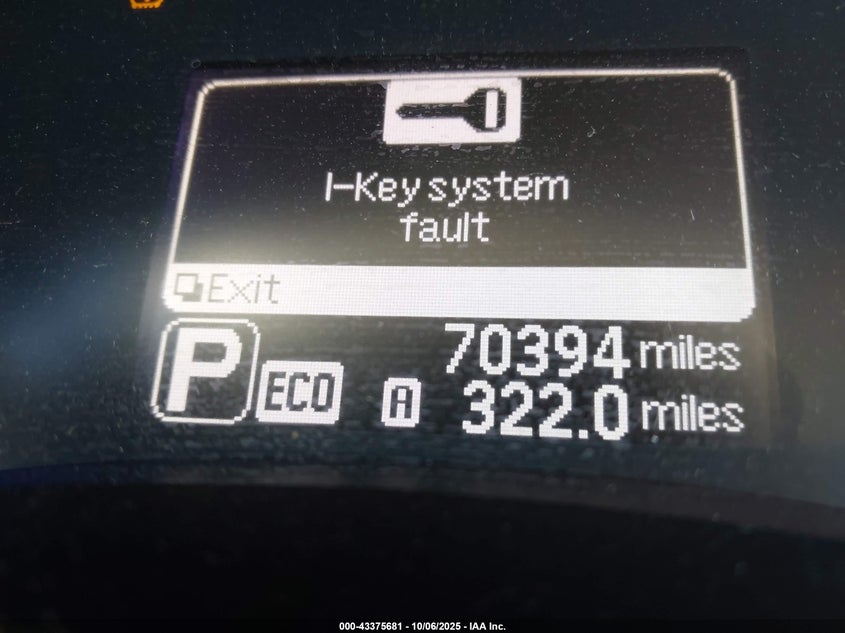 I-Key system
fault
Exit
70394 miles
P ECO A 322.0 miles
000-43375681 - 10/06/2025 - IAA Inc.